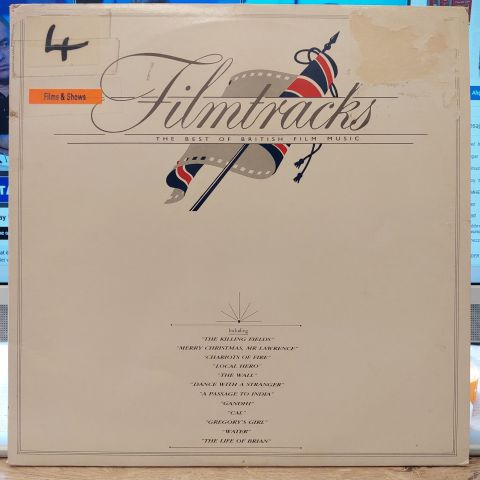 4
Films & Shows
Filmtracks
THE BEST OF BRITISH FILM MUSIC
Including
"THE KILLING FIELDS"
"MERRY CHRISTMAS, MR LAWRENCE"
"CHARIOTS OF FIRE"
"LOCAL HERO"
"THE WALL"
"DANCE WITH A STRANGER"
"A PASSAGE TO INDIA"
"GANDHI"
"CAL"
"GREGORY'S GIRL"
"WATER"
"THE LIFE OF BRIAN"